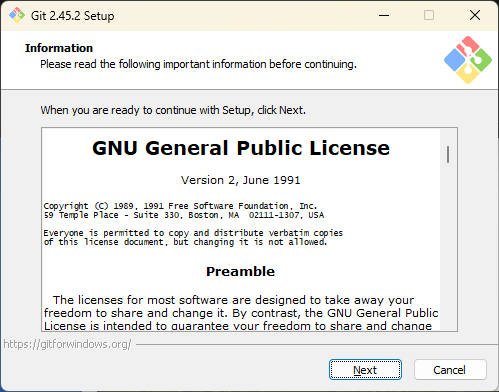 Git 2.45.2 Setup
Information
Please read the following important information before continuing.
When you are ready to continue with Setup, click Next.
GNU General Public License
Version 2, June 1991
Copyright (C) 1989, 1991 Free Software Foundation, Inc.
59 Temple Place - Suite 330, Boston, MA  02111-1307, USA
Everyone is permitted to copy and distribute verbatim copies
of this license document, but changing it is not allowed.
Preamble
The licenses for most software are designed to take away your
freedom to share and change it. By contrast, the GNU General Public
License is intended to guarantee your freedom to share and change
https://gitforwindows.org/
Next
Cancel